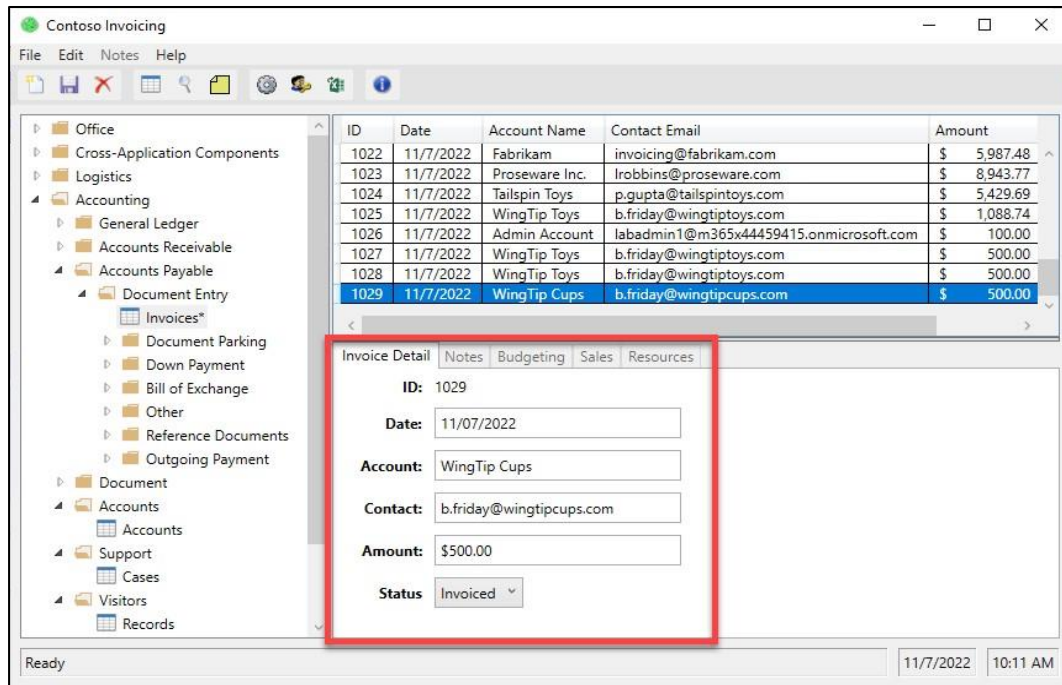 Contoso Invoicing
File Edit Notes Help
Office
Cross-Application Components
Logistics
Accounting
General Ledger
Accounts Receivable
Accounts Payable
Document Entry
Invoices*
Document Parking
Down Payment
Bill of Exchange
Other
Reference Documents
Outgoing Payment
Document
Accounts
Accounts
Support
Cases
Visitors
Records
ID Date Account Name Contact Email Amount
1022 11/7/2022 Fabrikam invoicing@fabrikam.com $ 5,987.48
1023 11/7/2022 Proseware Inc. lrobbins@proseware.com $ 8,943.77
1024 11/7/2022 Tailspin Toys p.gupta@tailspintoys.com $ 5,429.69
1025 11/7/2022 WingTip Toys b.friday@wingtiptoys.com $ 1,088.74
1026 11/7/2022 Admin Account labadmin1@m365x44459415.onmicrosoft.com $ 100.00
1027 11/7/2022 WingTip Toys b.friday@wingtiptoys.com $ 500.00
1028 11/7/2022 WingTip Toys b.friday@wingtiptoys.com $ 500.00
1029 11/7/2022 WingTip Cups b.friday@wingtipcups.com $ 500.00
Invoice Detail Notes Budgeting Sales Resources
ID: 1029
Date: 11/07/2022
Account: WingTip Cups
Contact: b.friday@wingtipcups.com
Amount: $500.00
Status Invoiced
Ready 11/7/2022 10:11 AM